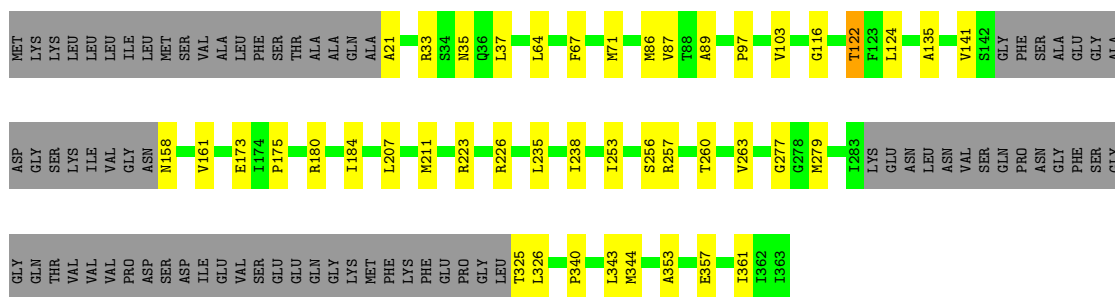 MET LYS LYS LEU LEU LEU ILE LEU MET SER VAL ALA LEU PHE SER THR ALA ALA GLN ALA A21 R33 S34 N35 Q36 L37 L64 F67 M71 M86 V87 T88 A89 P97 V103 G116 T122 F123 L124 A135 V141 S142 GLY PHE SER ALA GLU GLY ALA
ASP GLY SER LYS ILE VAL GLY ASN N158 V161 E173 I174 P175 R180 I184 L207 M211 R223 R226 L235 I238 I253 S256 R257 T260 V263 G277 G278 M279 I283 LYS GLU ASN LEU ASN VAL SER GLN PRO ASN GLY PHE SER GLY
GLY GLN THR VAL VAL VAL PRO ASP SER ASP ILE GLU VAL SER GLU GLU GLN GLY LYS MET PHE LYS PHE GLU PRO GLY LEU T325 L326 P340 L343 M344 A353 E357 I361 I362 I363